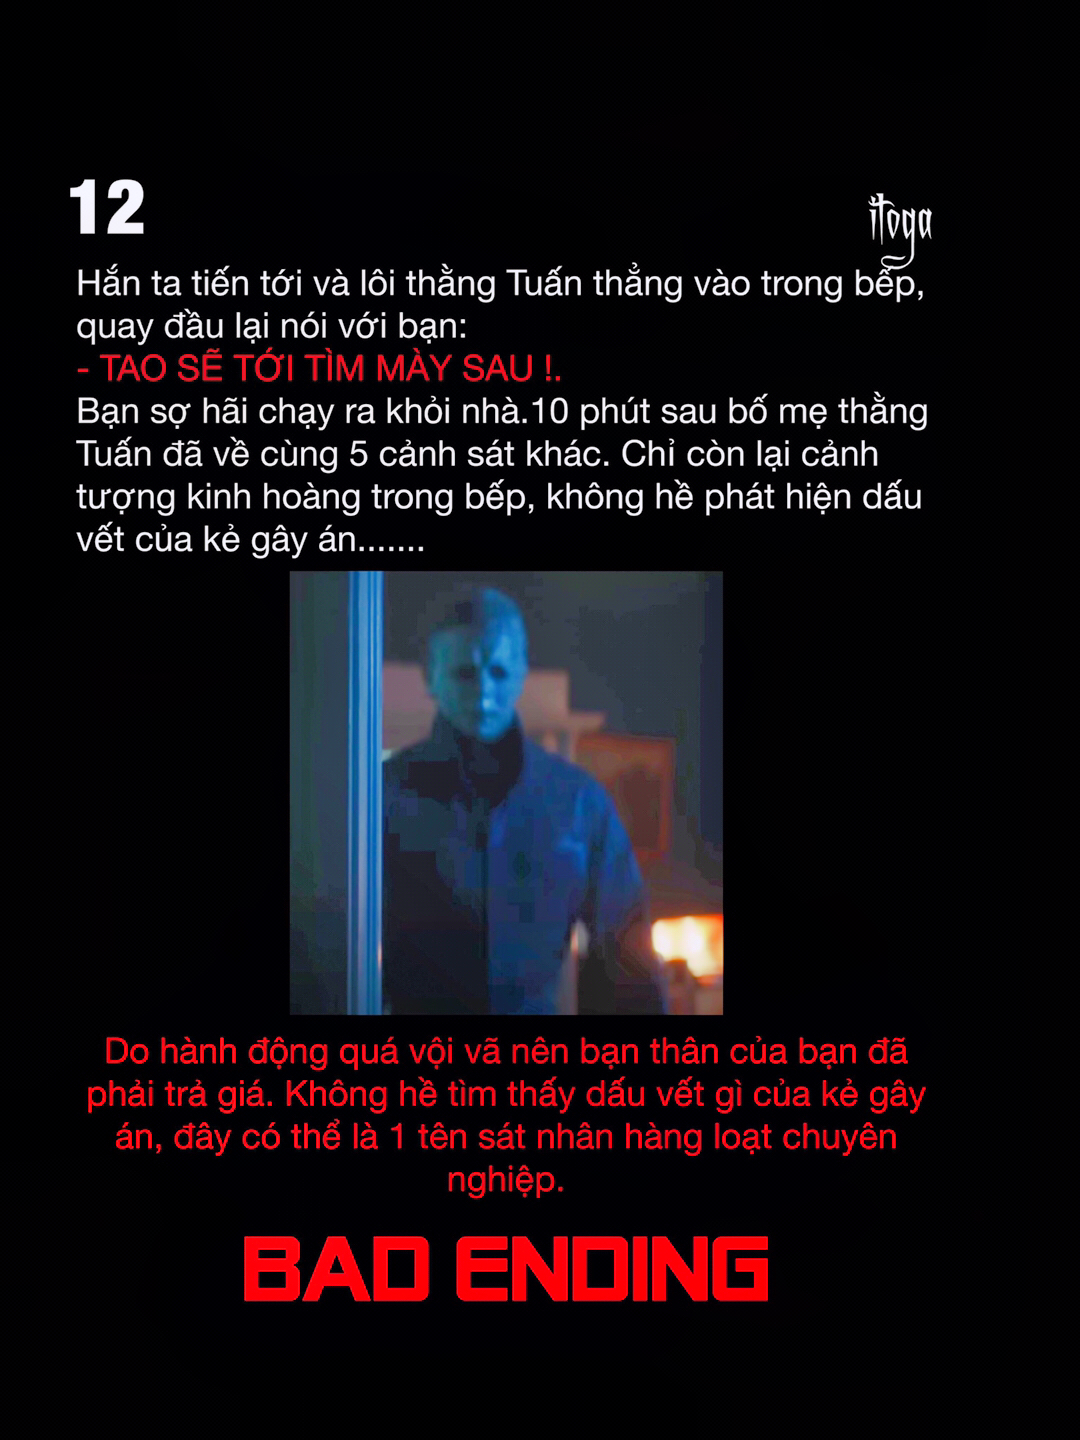 12
itoga
Hắn ta tiến tới và lôi thằng Tuấn thẳng vào trong bếp,
quay đầu lại nói với bạn:
- TAO SẼ TỚI TÌM MÀY SAU !.
Bạn sợ hãi chạy ra khỏi nhà.10 phút sau bố mẹ thằng
Tuấn đã về cùng 5 cảnh sát khác. Chỉ còn lại cảnh
tượng kinh hoàng trong bếp, không hề phát hiện dấu
vết của kẻ gây án.......
Do hành động quá vội vã nên bạn thân của bạn đã
phải trả giá. Không hề tìm thấy dấu vết gì của kẻ gây
án, đây có thể là 1 tên sát nhân hàng loạt chuyên
nghiệp.
BAD ENDING